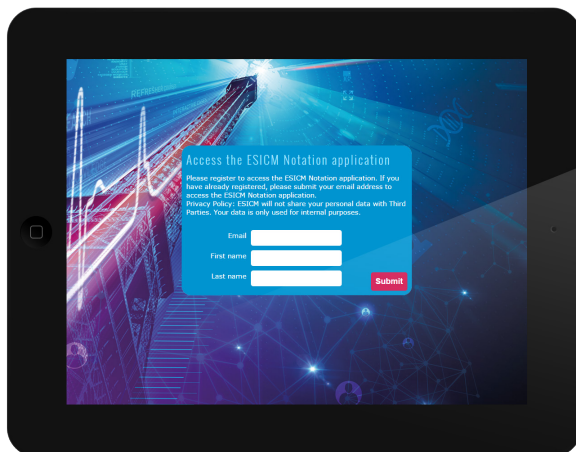 REFRESHER
Access the ESICM Notation application
Please register to access the ESICM Notation application. If you
have already registered, please submit your email address to
access the ESICM Notation application.
Privacy Policy: ESICM will not share your personal data with Third
Parties. Your data is only used for internal purposes.
Email
First name
Last name
Submit